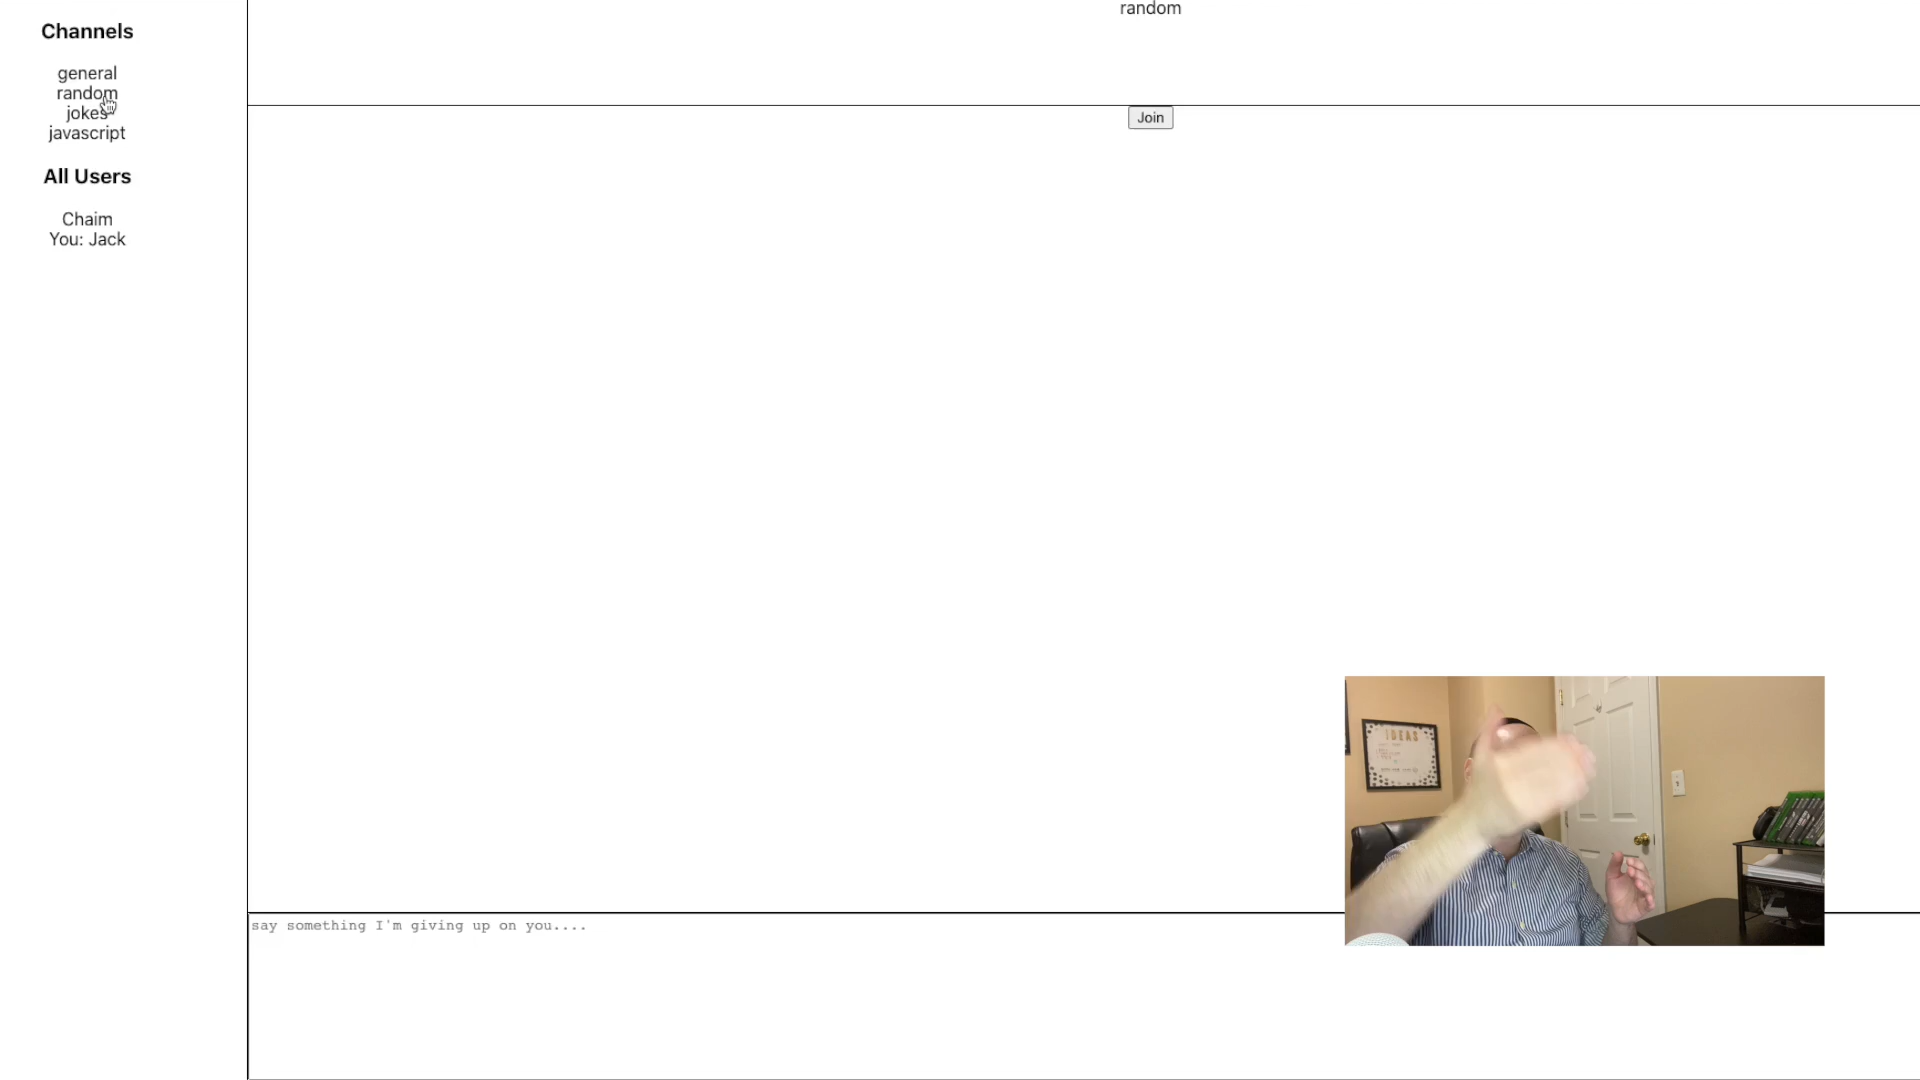 Channels
general
random
jokes
javascript
All Users
Chaim
You: Jack
random
Join
say something I'm giving up on you....
IDEAS